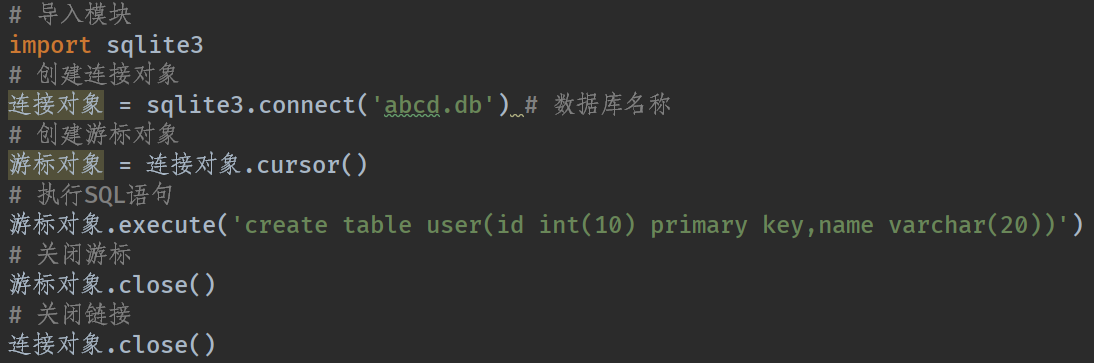 # 导入模块
import sqlite3
# 创建连接对象
连接对象 = sqlite3.connect('abcd.db') # 数据库名称
# 创建游标对象
游标对象 = 连接对象.cursor()
# 执行SQL语句
游标对象.execute('create table user(id int(10) primary key,name varchar(20))')
# 关闭游标
游标对象.close()
# 关闭链接
连接对象.close()